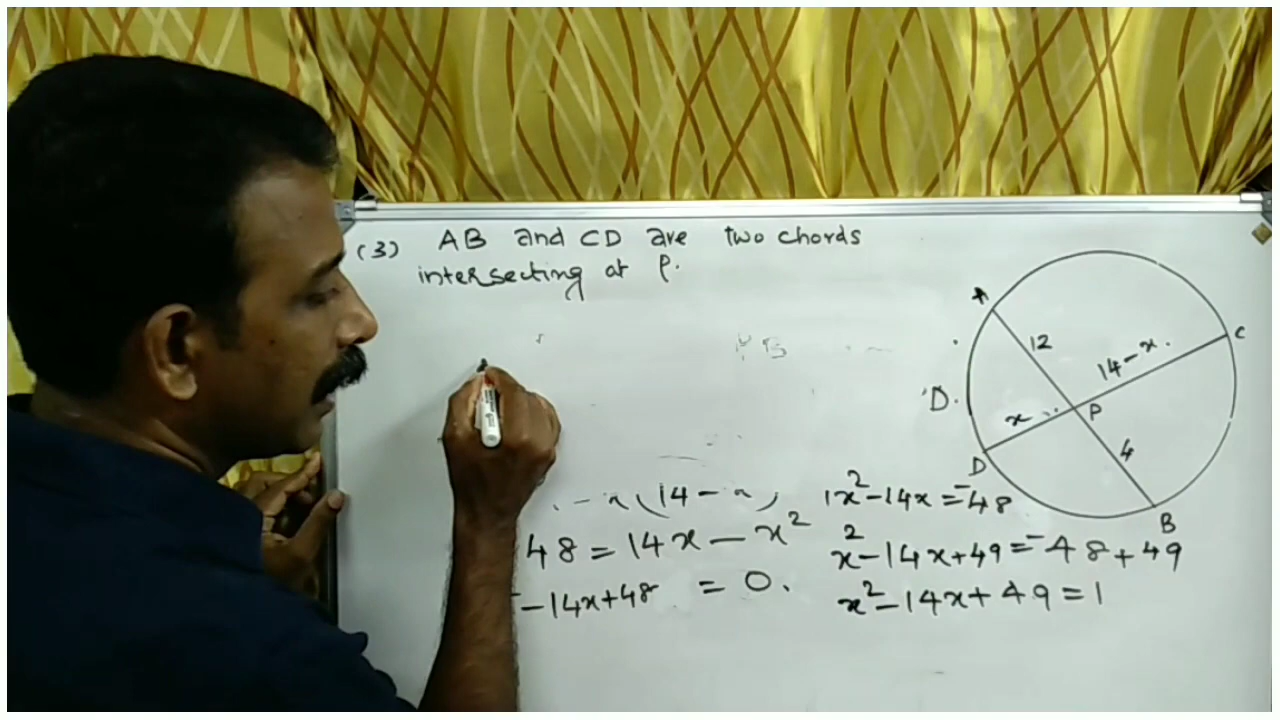 (3) AB and CD are two chords
intersecting at P.
A
12
14-x.
C
D.
x
P
4
D
B
(14-x)
48=14x-x²
-14x+48 = 0.
1x²-14x=-48
x²-14x+49=-48+49
x²-14x+49=1